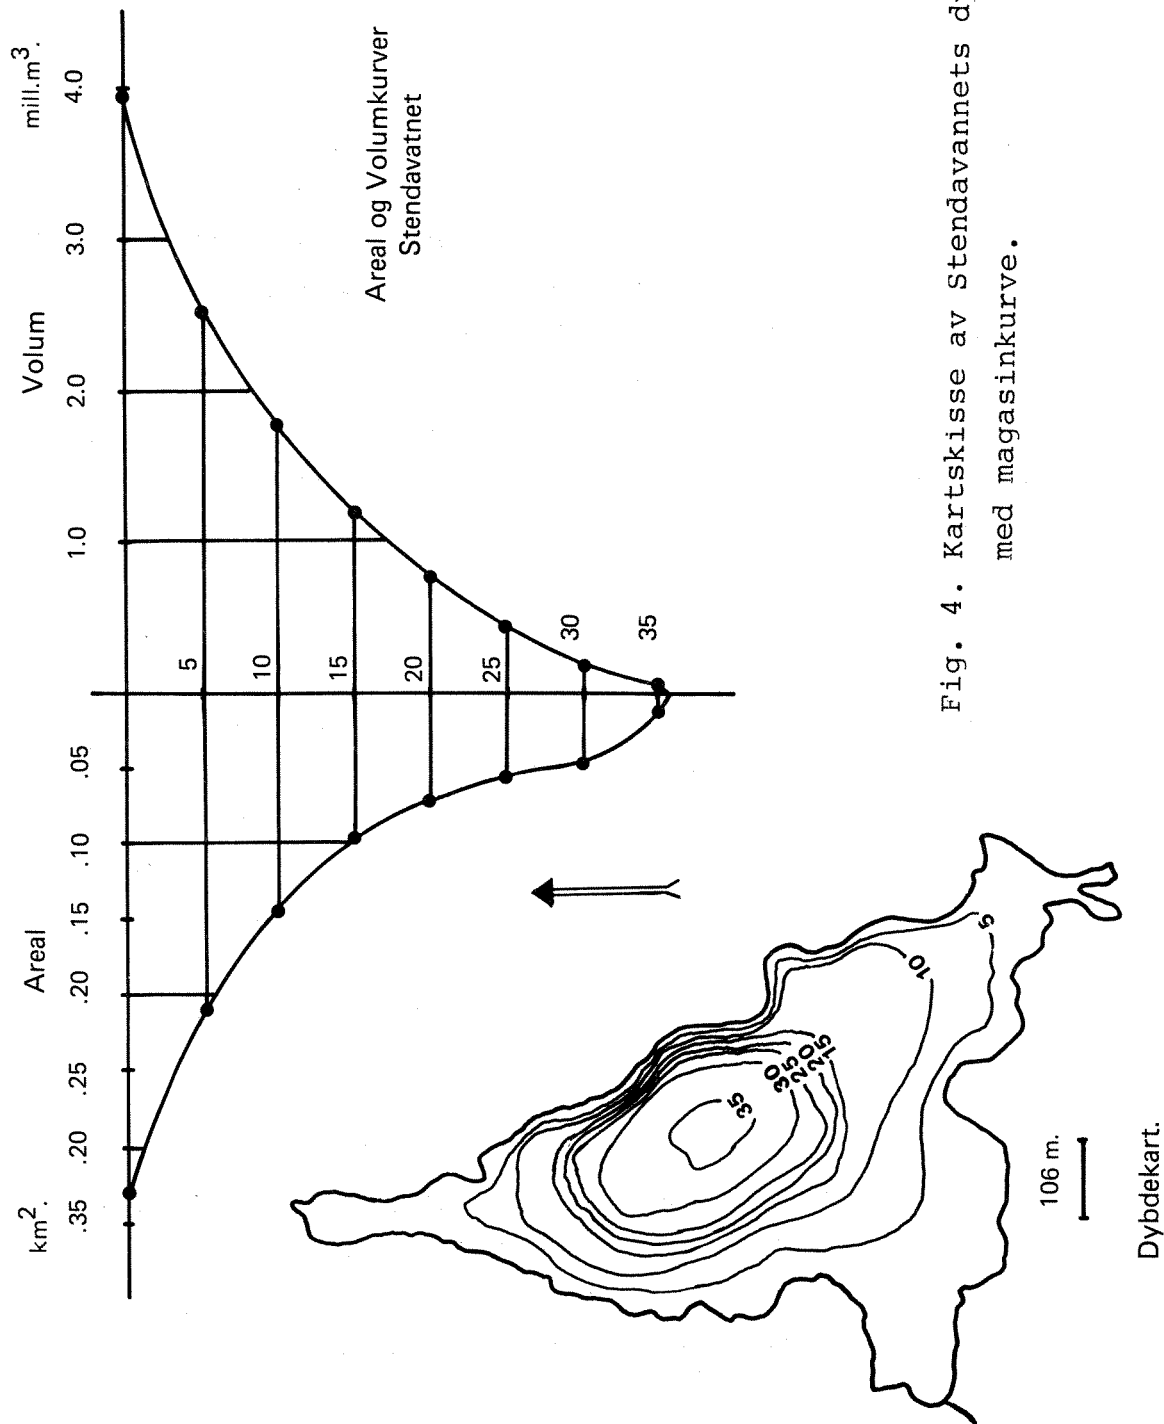 km². Areal Volum mill.m³.
.35 .20 .25 .20 .15 .10 .05 1.0 2.0 3.0 4.0
5
10
15
20
25
30
35
Areal og Volumkurver
Stendavatnet
35
30
25
20
15
10
5
106 m.
Dybdekart.
Fig. 4. Kartskisse av Stendavannets
med magasinkurve.